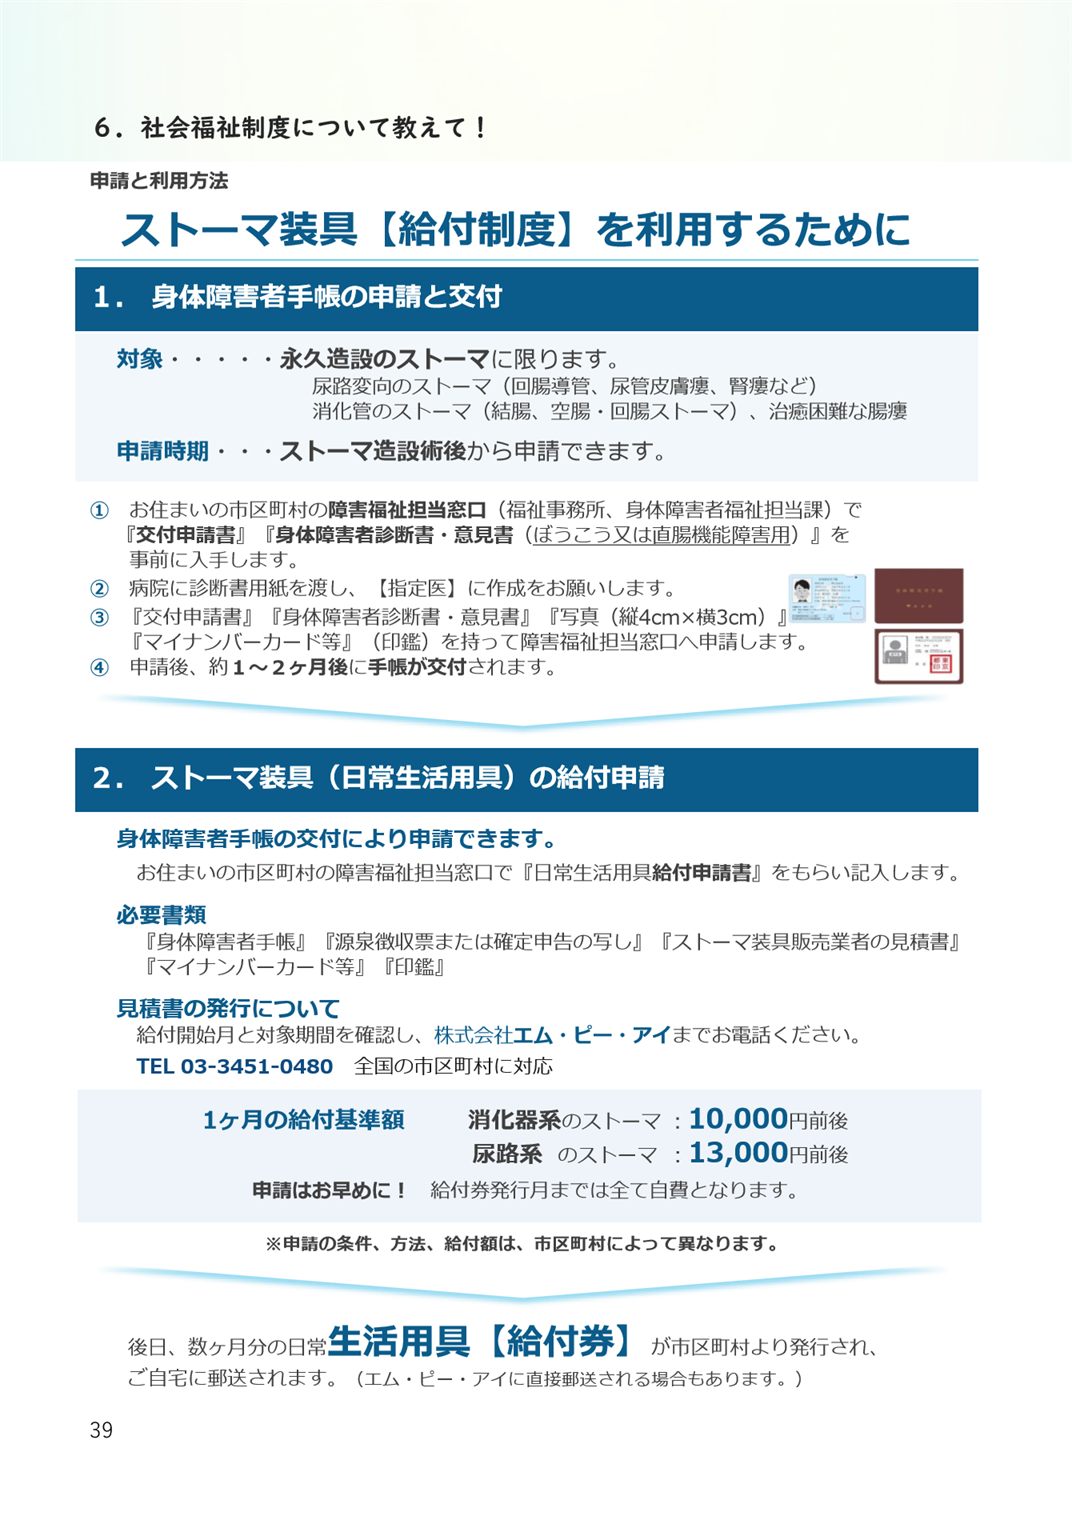 6．社会福祉制度について教えて！
申請と利用方法
ストーマ装具【給付制度】を利用するために
1．　身体障害者手帳の申請と交付
対象・・・・・永久造設のストーマに限ります。
尿路変向のストーマ（回腸導管、尿管皮膚瘻、腎瘻など）
消化管のストーマ（結腸、空腸・回腸ストーマ）、治癒困難な腸瘻
申請時期・・・ストーマ造設術後から申請できます。
①　お住まいの市区町村の障害福祉担当窓口（福祉事務所、身体障害者福祉担当課）で
『交付申請書』『身体障害者診断書・意見書（ぼうこう又は直腸機能障害用）』を
事前に入手します。
②　病院に診断書用紙を渡し、【指定医】に作成をお願いします。
③　『交付申請書』『身体障害者診断書・意見書』『写真（縦4cm×横3cm）』
『マイナンバーカード等』（印鑑）を持って障害福祉担当窓口へ申請します。
④　申請後、約１～２ヶ月後に手帳が交付されます。
2．　ストーマ装具（日常生活用具）の給付申請
身体障害者手帳の交付により申請できます。
お住まいの市区町村の障害福祉担当窓口で『日常生活用具給付申請書』をもらい記入します。
必要書類
『身体障害者手帳』『源泉徴収票または確定申告の写し』『ストーマ装具販売業者の見積書』
『マイナンバーカード等』『印鑑』
見積書の発行について
給付開始月と対象期間を確認し、株式会社エム・ピー・アイまでお電話ください。
TEL 03-3451-0480　全国の市区町村に対応
1ヶ月の給付基準額　消化器系のストーマ ：10,000円前後
尿路系 のストーマ ：13,000円前後
申請はお早めに！　給付券発行月までは全て自費となります。
※申請の条件、方法、給付額は、市区町村によって異なります。
後日、数ヶ月分の日常生活用具【給付券】 が市区町村より発行され、
ご自宅に郵送されます。（エム・ピー・アイに直接郵送される場合もあります。）
39